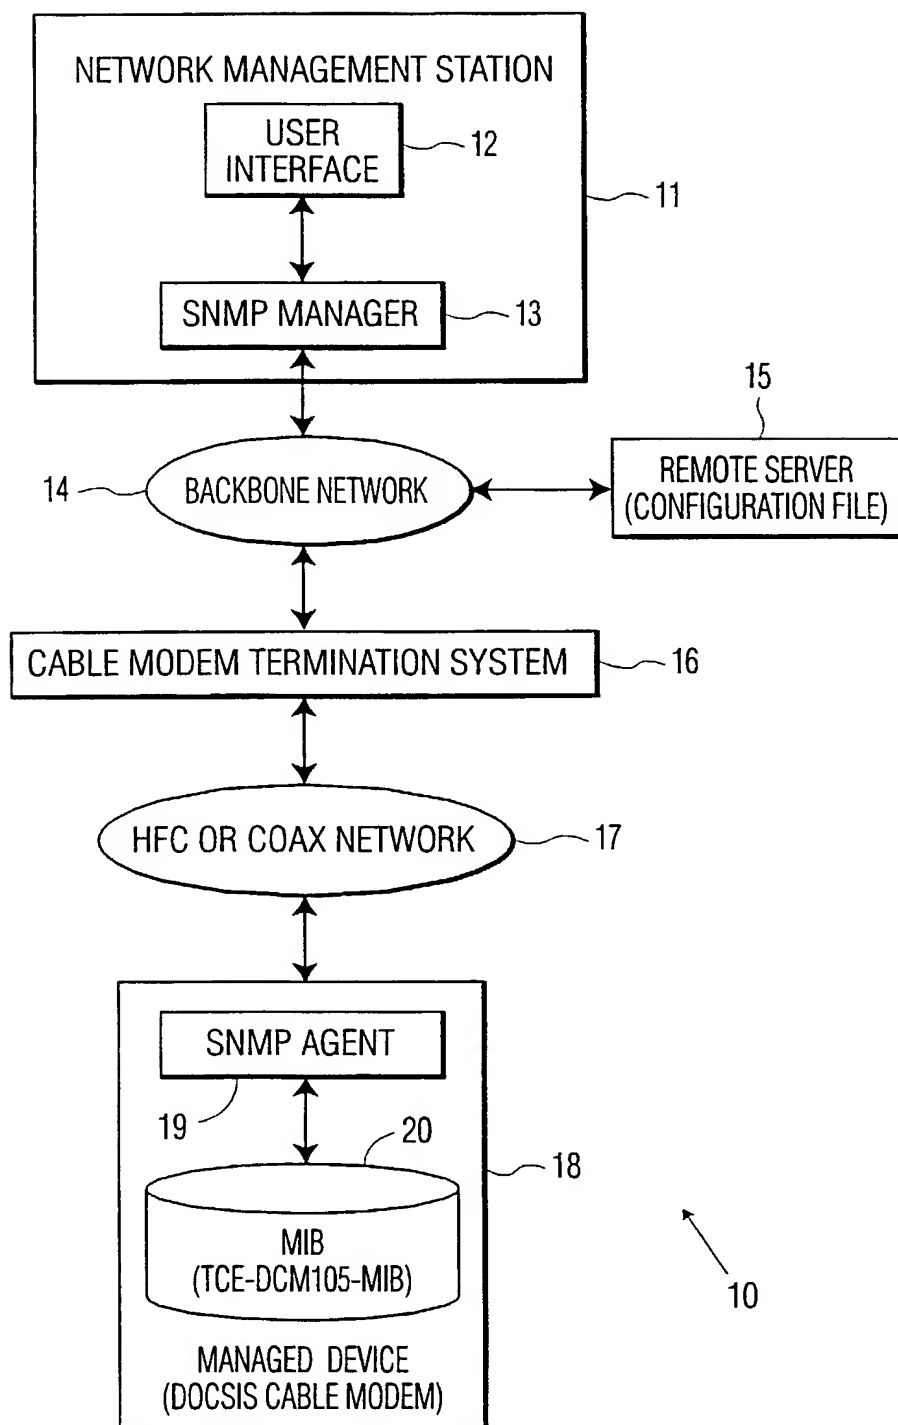 NETWORK MANAGEMENT STATION
USER
INTERFACE
12
11
SNMP MANAGER
13
15
REMOTE SERVER
(CONFIGURATION FILE)
14
BACKBONE NETWORK
CABLE MODEM TERMINATION SYSTEM
16
HFC OR COAX NETWORK
17
SNMP AGENT
19
20
18
MIB
(TCE-DCM105-MIB)
10
MANAGED DEVICE
(DOCSIS CABLE MODEM)